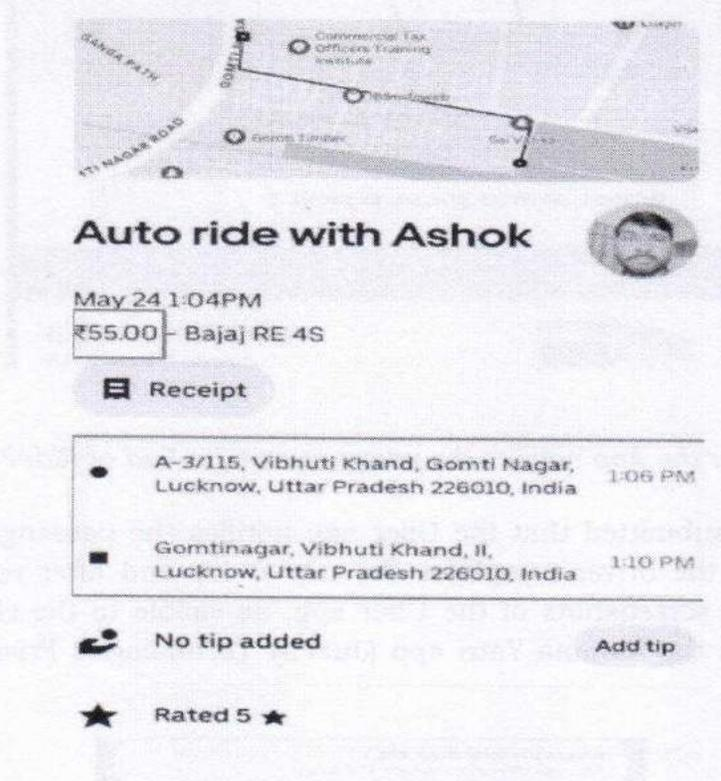 GANGA PATH
Commercial Tax
Officers Training
Institute
Gomti Timber
ITI NAGAR ROAD
Auto ride with Ashok
May 24 1:04PM
₹55.00 - Bajaj RE 4S
Receipt
A-3/115, Vibhuti Khand, Gomti Nagar,
Lucknow, Uttar Pradesh 226010, India
1:06 PM
Gomtinagar, Vibhuti Khand, II,
Lucknow, Uttar Pradesh 226010, India
1:10 PM
No tip added
Add tip
Rated 5 ★